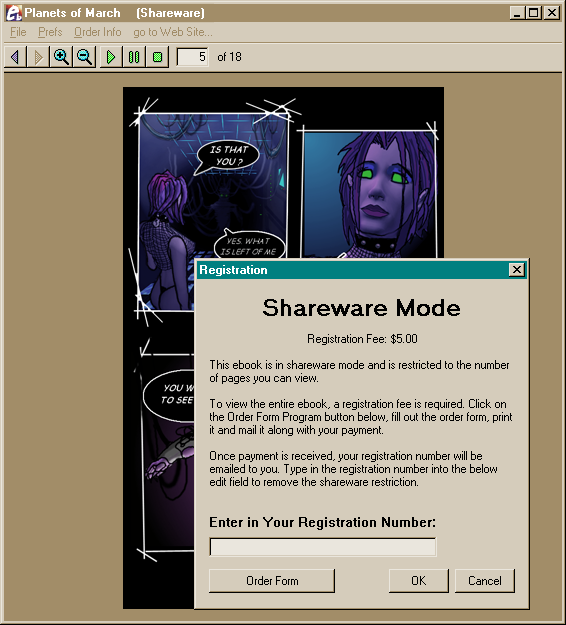 Planets of March (Shareware)
File Prefs Order Info go to Web Site...
5 of 18
IS THAT
YOU?
YES WHAT
IS LEFT OF ME
Registration
Shareware Mode
Registration Fee: $5.00
This ebook is in shareware mode and is restricted to the number
of pages you can view.
To view the entire ebook, a registration fee is required. Click on
the Order Form Program button below, fill out the order form, print
it and mail it along with your payment.
Once payment is received, your registration number will be
emailed to you. Type in the registration number into the below
edit field to remove the shareware restriction.
YOU
TO SEE
Enter in Your Registration Number:
Order Form OK Cancel